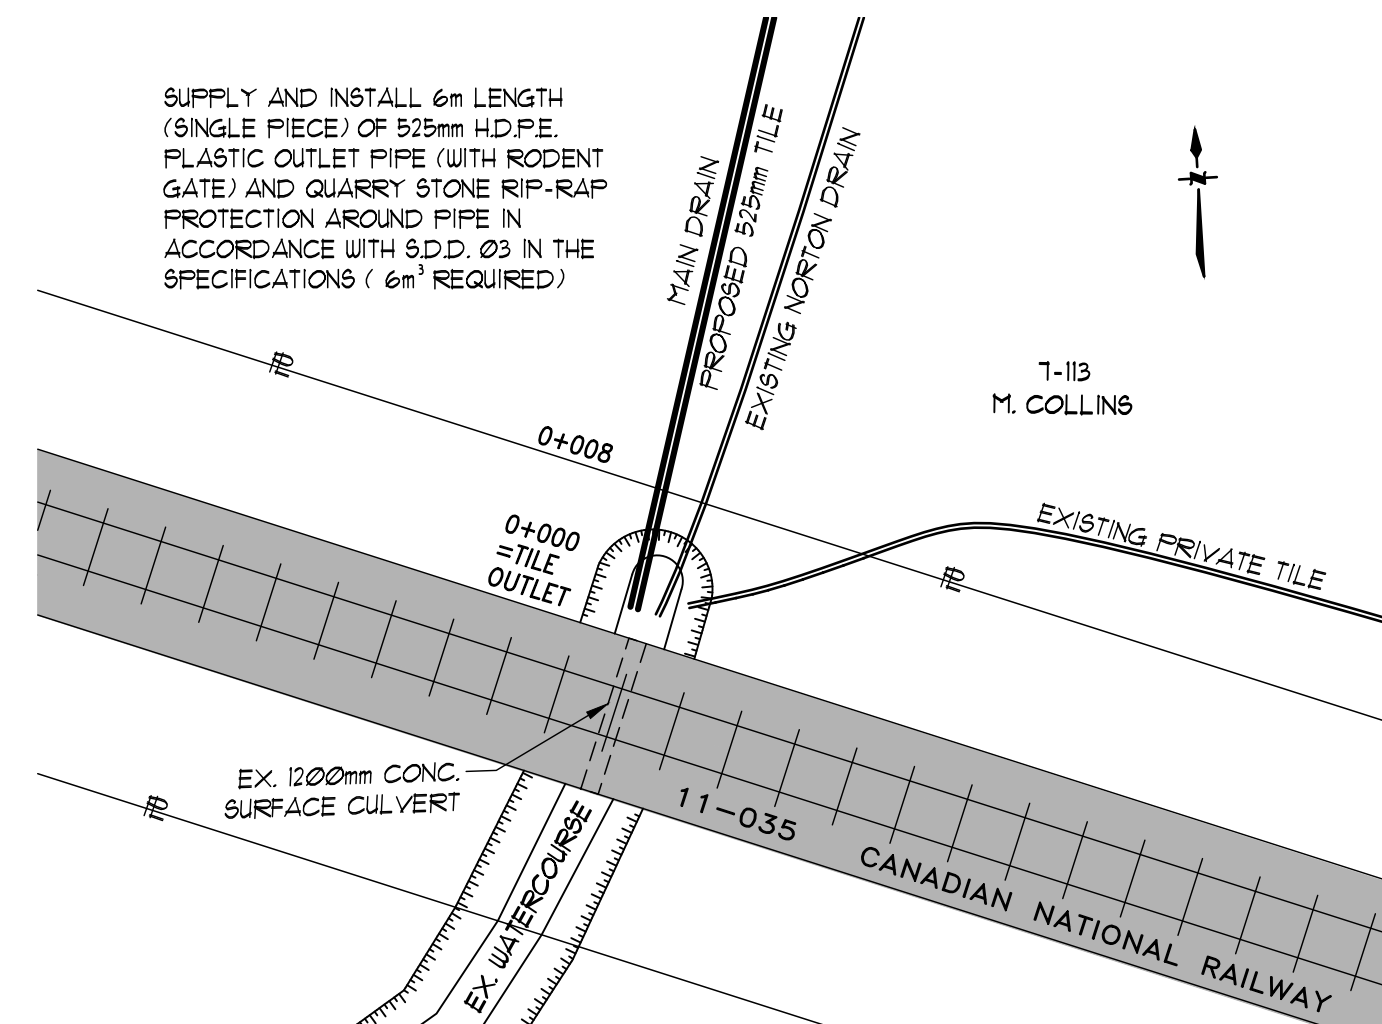 SUPPLY AND INSTALL 6m LENGTH
(SINGLE PIECE) OF 525mm H.D.P.E.
PLASTIC OUTLET PIPE (WITH RODENT
GATE) AND QUARRY STONE RIP-RAP
PROTECTION AROUND PIPE IN
ACCORDANCE WITH S.D.D. Ø3 IN THE
SPECIFICATIONS ( 6m³ REQUIRED)
MAIN DRAIN
PROPOSED 525mm TILE
EXISTING NORTON DRAIN
N
7-113
M. COLLINS
0+008
0+000
=TILE
OUTLET
EXISTING PRIVATE TILE
EX. 12ØØmm CONC.
SURFACE CULVERT
11-035
CANADIAN NATIONAL RAILWAY
EX. WATERCOURSE